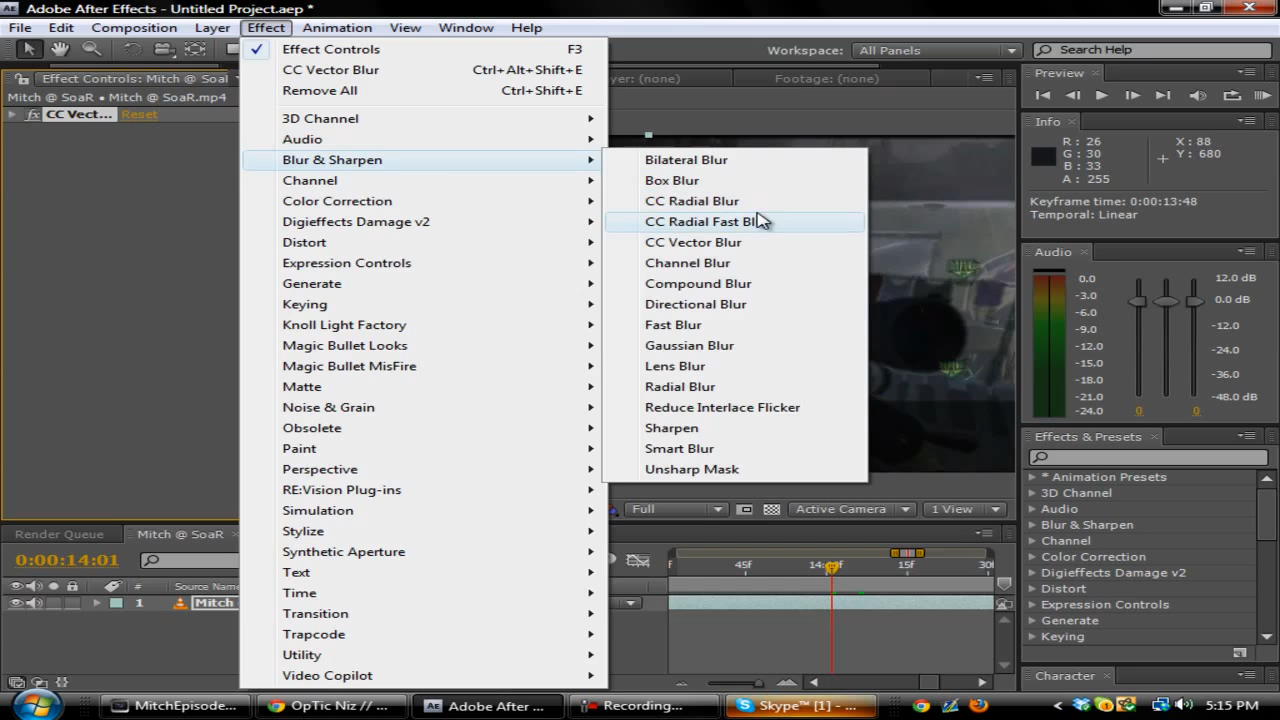 Adobe After Effects - Untitled Project.aep *
File Edit Composition Layer Effect Animation View Window Help
Workspace: All Panels Search Help
Effect Controls: Mitch @ Soal
Mitch @ SoaR • Mitch @ SoaR.mp4
fx CC Vect... Reset
Effect Controls F3
CC Vector Blur Ctrl+Alt+Shift+E
Remove All Ctrl+Shift+E
3D Channel
Audio
Blur & Sharpen
Channel
Color Correction
Digieffects Damage v2
Distort
Expression Controls
Generate
Keying
Knoll Light Factory
Magic Bullet Looks
Magic Bullet MisFire
Matte
Noise & Grain
Obsolete
Paint
Perspective
RE:Vision Plug-ins
Simulation
Stylize
Synthetic Aperture
Text
Time
Transition
Trapcode
Utility
Video Copilot
Bilateral Blur
Box Blur
CC Radial Blur
CC Radial Fast Bl
CC Vector Blur
Channel Blur
Compound Blur
Directional Blur
Fast Blur
Gaussian Blur
Lens Blur
Radial Blur
Reduce Interlace Flicker
Sharpen
Smart Blur
Unsharp Mask
yer: (none) Footage: (none)
Full Active Camera 1 View
Preview
Info
R: 26
G: 30
B: 33
A: 255
X: 88
Y: 680
Keyframe time: 0:00:13:48
Temporal: Linear
Audio
0.0
-3.0
-6.0
-9.0
-12.0
-15.0
-18.0
-21.0
-24.0
12.0 dB
0.0 dB
-12.0
-24.0
-36.0
-48.0 dB
0 0
Effects & Presets
* Animation Presets
3D Channel
Audio
Blur & Sharpen
Channel
Color Correction
Digieffects Damage v2
Distort
Expression Controls
Generate
Keying
Character
Render Queue Mitch @ SoaR
0:00:14:01
# Source Name
1 Mitch
f 45f 15f 30f
MitchEpisode... OpTic Niz // ... AE Adobe After ... Recording... Skype™ [1] - ... 5:15 PM